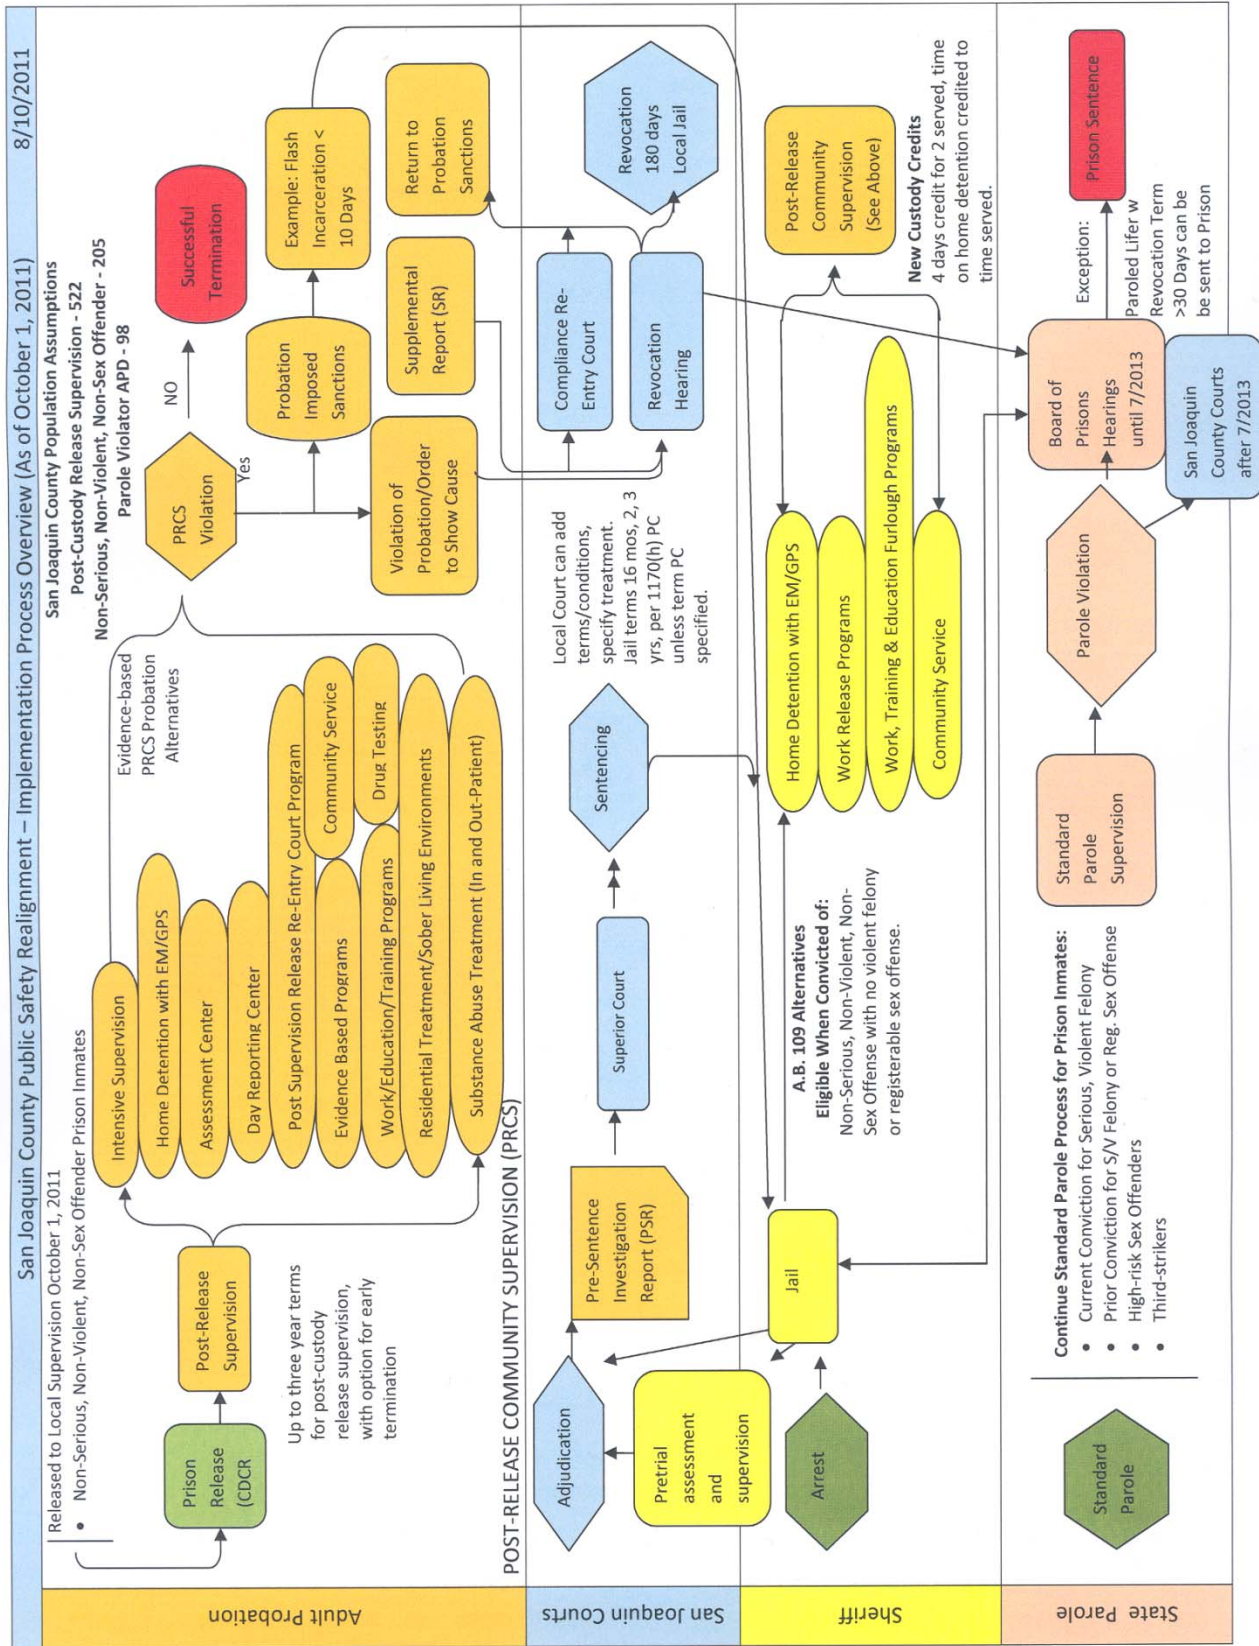 San Joaquin County Public Safety Realignment – Implementation Process Overview (As of October 1, 2011)
8/10/2011
Adult Probation
Released to Local Supervision October 1, 2011
• Non-Serious, Non-Violent, Non-Sex Offender Prison Inmates
Prison
Release
(CDCR
Post-Release
Supervision
Up to three year terms
for post-custody
release supervision,
with option for early
termination
Intensive Supervision
Home Detention with EM/GPS
Assessment Center
Day Reporting Center
Post Supervision Release Re-Entry Court Program
Evidence Based Programs
Community Service
Work/Education/Training Programs
Drug Testing
Residential Treatment/Sober Living Environments
Substance Abuse Treatment (In and Out-Patient)
Evidence-based
PRCS Probation
Alternatives
San Joaquin County Population Assumptions
Post-Custody Release Supervision - 522
Non-Serious, Non-Violent, Non-Sex Offender - 205
Parole Violator APD - 98
PRCS
Violation
NO
Yes
Successful
Termination
Probation
Imposed
Sanctions
Example: Flash
Incarceration <
10 Days
Violation of
Probation/Order
to Show Cause
Supplemental
Report (SR)
Return to
Probation
Sanctions
POST-RELEASE COMMUNITY SUPERVISION (PRCS)
San Joaquin Courts
Adjudication
Pre-Sentence
Investigation
Report (PSR)
Superior Court
Sentencing
Local Court can add
terms/conditions,
specify treatment.
Jail terms 16 mos, 2, 3
yrs, per 1170(h) PC
unless term PC
specified.
Compliance Re-
Entry Court
Revocation
Hearing
Revocation
180 days
Local Jail
Sheriff
Pretrial
assessment
and
supervision
Arrest
Jail
A.B. 109 Alternatives
Eligible When Convicted of:
Non-Serious, Non-Violent, Non-
Sex Offense with no violent felony
or registerable sex offense.
Home Detention with EM/GPS
Work Release Programs
Work, Training & Education Furlough Programs
Community Service
Post-Release
Community
Supervision
(See Above)
New Custody Credits
4 days credit for 2 served, time
on home detention credited to
time served.
State Parole
Standard
Parole
Continue Standard Parole Process for Prison Inmates:
• Current Conviction for Serious, Violent Felony
• Prior Conviction for S/V Felony or Reg. Sex Offense
• High-risk Sex Offenders
• Third-strikers
Standard
Parole
Supervision
Parole Violation
Board of
Prisons
Hearings
until 7/2013
San Joaquin
County Courts
after 7/2013
Exception:
Paroled Lifer w
Revocation Term
>30 Days can be
be sent to Prison
Prison Sentence